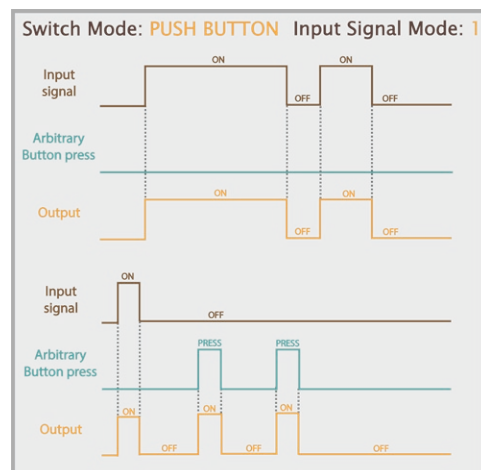 Switch Mode: PUSH BUTTON Input Signal Mode: 1
ON ON
Input
signal
OFF OFF
Arbitrary
Button press
ON ON
Output
OFF OFF
ON
Input
signal
OFF
PRESS PRESS
Arbitrary
Button press
ON ON ON
Output
OFF OFF OFF